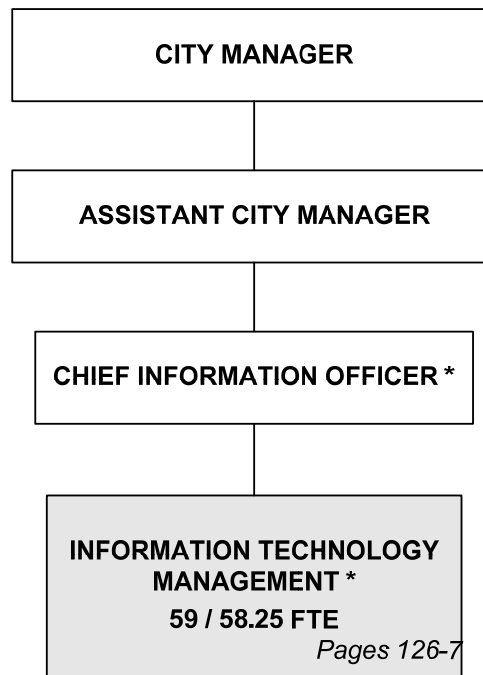 CITY MANAGER
ASSISTANT CITY MANAGER
CHIEF INFORMATION OFFICER *
INFORMATION TECHNOLOGY
MANAGEMENT *
59 / 58.25 FTE
Pages 126-7